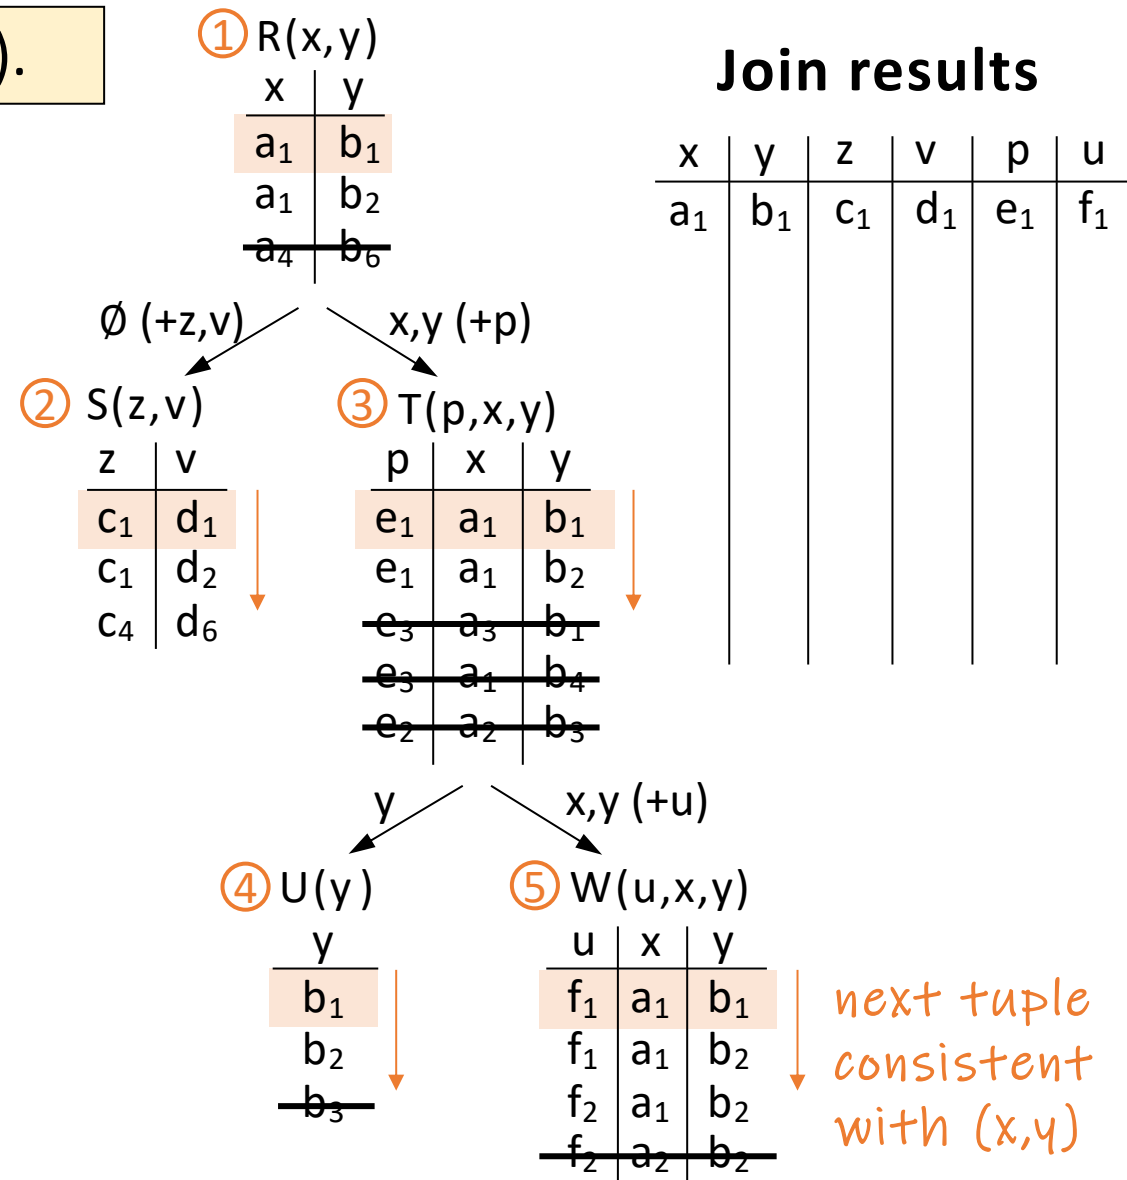 ).
① R(x,y)
x y
a₁ b₁
a₁ b₂
a₄ b₆
Join results
x y z v p u
a₁ b₁ c₁ d₁ e₁ f₁
Ø (+z,v)
x,y (+p)
② S(z,v)
z v
c₁ d₁
c₁ d₂
c₄ d₆
③ T(p,x,y)
p x y
e₁ a₁ b₁
e₁ a₁ b₂
e₃ a₃ b₁
e₃ a₁ b₄
e₂ a₂ b₃
y
x,y (+u)
④ U(y)
y
b₁
b₂
b₃
⑤ W(u,x,y)
u x y
f₁ a₁ b₁
f₁ a₁ b₂
f₂ a₁ b₂
f₂ a₂ b₂
next tuple
consistent
with (x,y)